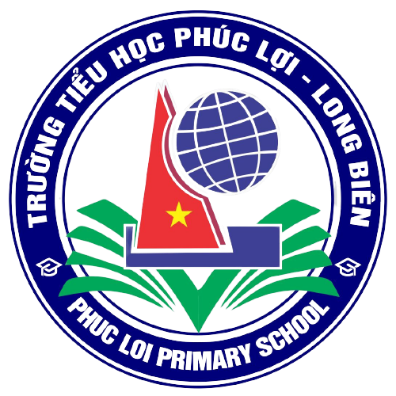 TRƯỜNG TIỂU HỌC PHÚC LỢI - LONG BIÊN
PHUC LOI PRIMARY SCHOOL